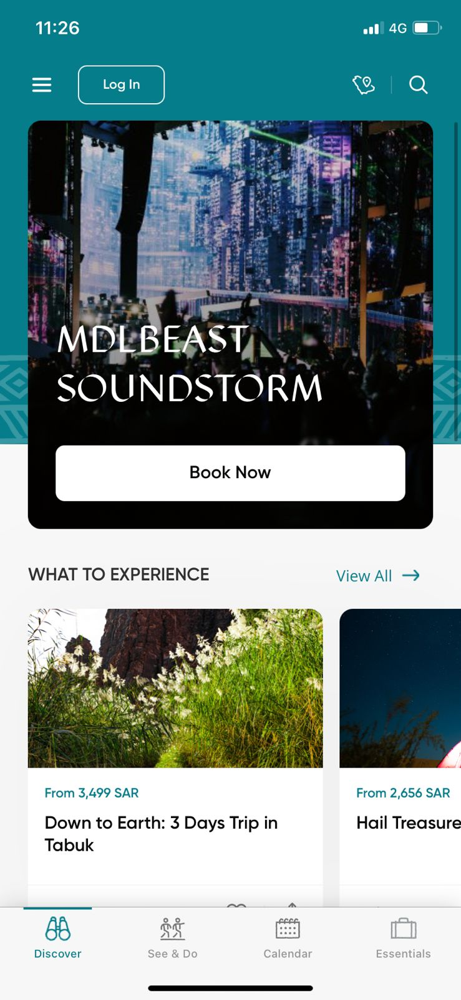 11:26
4G
Log In
MDLBEAST
SOUNDSTORM
Book Now
WHAT TO EXPERIENCE
View All
From 3,499 SAR
Down to Earth: 3 Days Trip in
Tabuk
From 2,656 SAR
Hail Treasure
Discover
See & Do
Calendar
Essentials